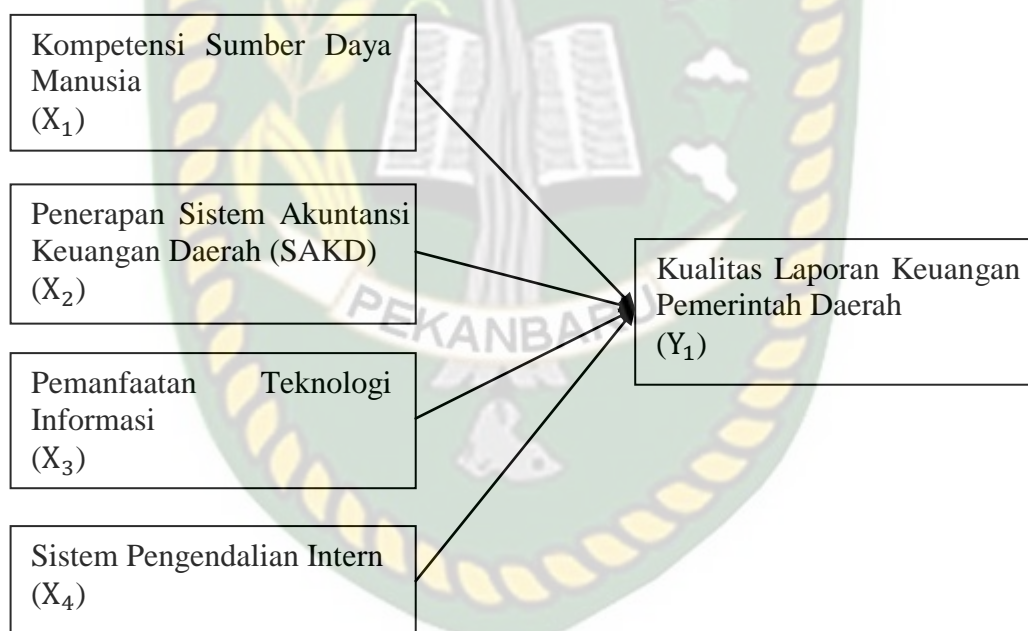 Kompetensi Sumber Daya
Manusia
(X₁)
Penerapan Sistem Akuntansi
Keuangan Daerah (SAKD)
(X₂)
Pemanfaatan Teknologi
Informasi
(X₃)
Sistem Pengendalian Intern
(X₄)
Kualitas Laporan Keuangan
Pemerintah Daerah
(Y₁)
PEKANBARU